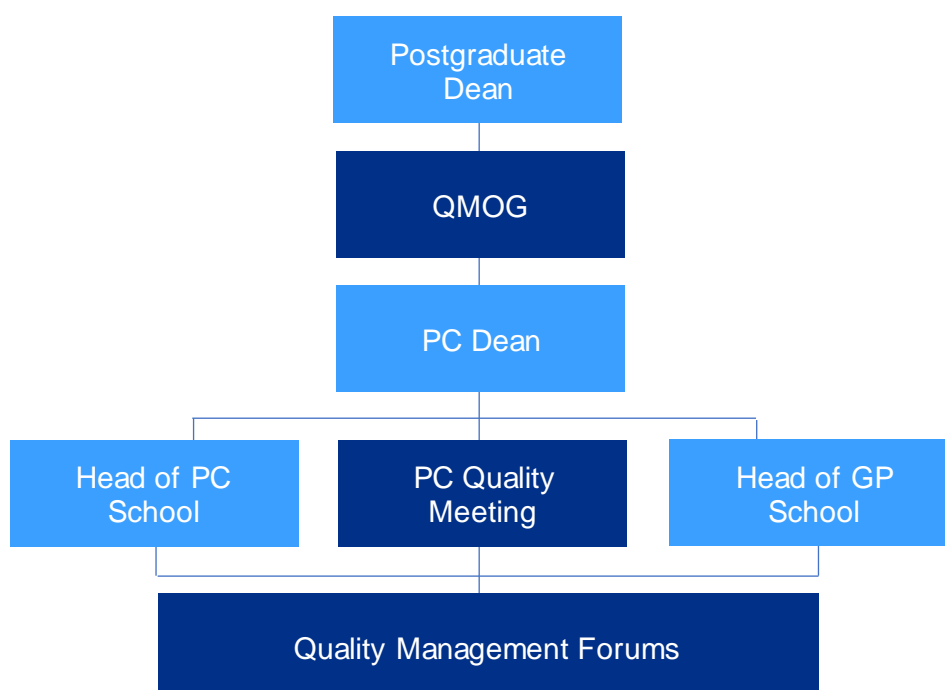 Postgraduate
Dean
QMOG
PC Dean
Head of PC
School
PC Quality
Meeting
Head of GP
School
Quality Management Forums